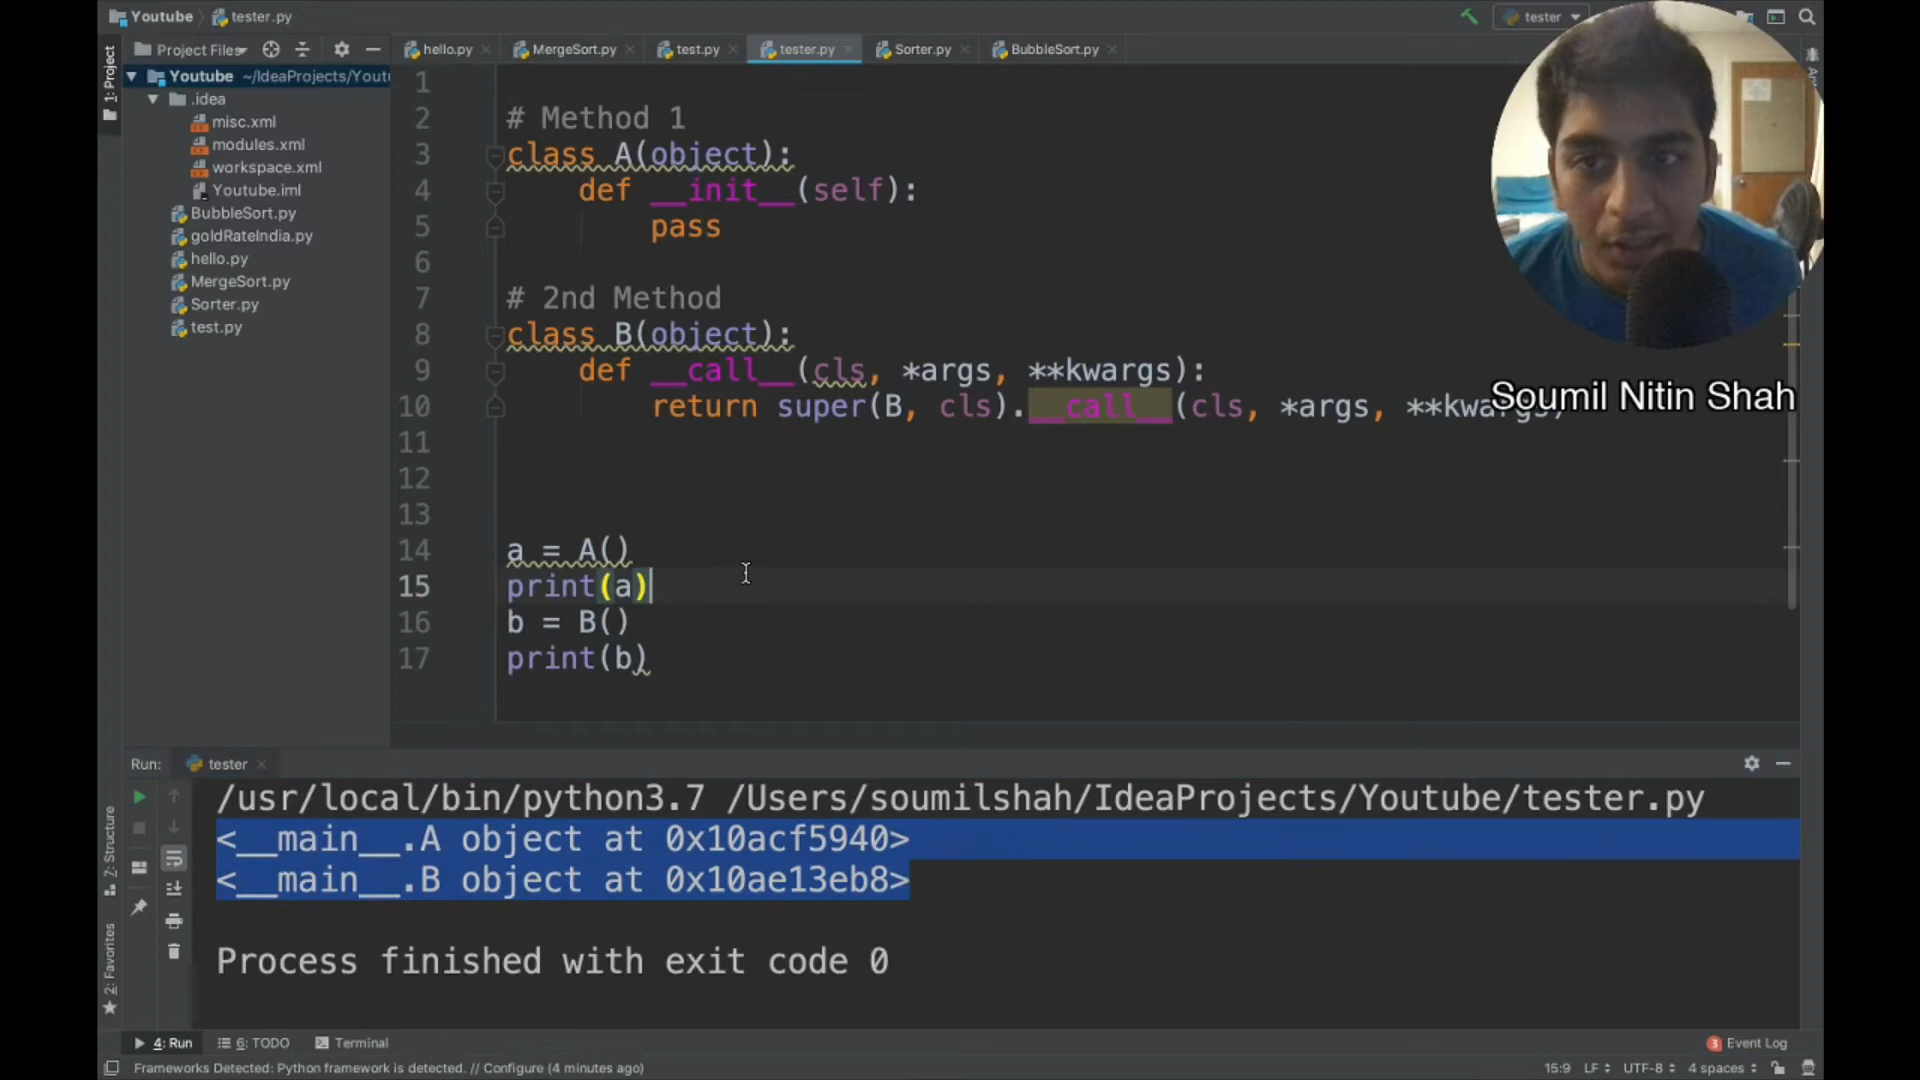 Youtube tester.py
tester
Project Files
hello.py MergeSort.py test.py tester.py Sorter.py BubbleSort.py
1: Project
Youtube ~/IdeaProjects/Yout
.idea
misc.xml
modules.xml
workspace.xml
Youtube.iml
BubbleSort.py
goldRateIndia.py
hello.py
MergeSort.py
Sorter.py
test.py
1
2 # Method 1
3 class A(object):
4 def __init__(self):
5 pass
6
7 # 2nd Method
8 class B(object):
9 def __call__(cls, *args, **kwargs):
10 return super(B, cls).__call__(cls, *args, **kwargs)
Soumil Nitin Shah
11
12
13
14 a = A()
15 print(a)
16 b = B()
17 print(b)
Run: tester
/usr/local/bin/python3.7 /Users/soumilshah/IdeaProjects/Youtube/tester.py
<__main__.A object at 0x10acf5940>
<__main__.B object at 0x10ae13eb8>
Process finished with exit code 0
7: Structure
2: Favorites
4: Run 6: TODO Terminal
3 Event Log
Frameworks Detected: Python framework is detected. // Configure (4 minutes ago)
15:9 LF UTF-8 4 spaces